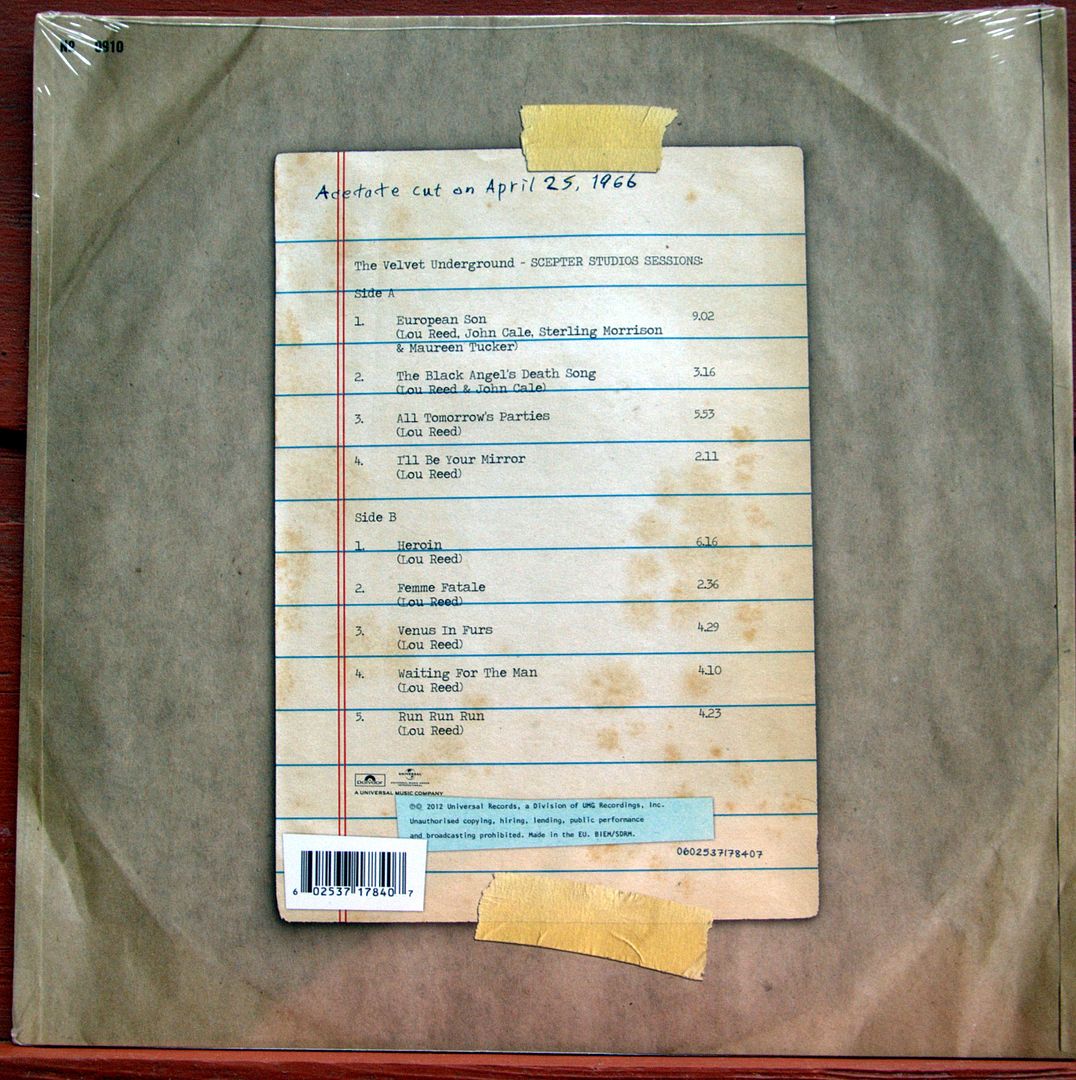 No 0910
Acetate cut on April 25, 1966
The Velvet Underground - SCEPTER STUDIOS SESSIONS:
Side A
1. European Son 9.02
(Lou Reed, John Cale, Sterling Morrison
& Maureen Tucker)
2. The Black Angel's Death Song 3.16
(Lou Reed & John Cale)
3. All Tomorrow's Parties 5.53
(Lou Reed)
4. I'll Be Your Mirror 2.11
(Lou Reed)
Side B
1. Heroin 6.16
(Lou Reed)
2. Femme Fatale 2.36
(Lou Reed)
3. Venus In Furs 4.29
(Lou Reed)
4. Waiting For The Man 4.10
(Lou Reed)
5. Run Run Run 4.23
(Lou Reed)
Polydor UNIVERSAL
A UNIVERSAL MUSIC COMPANY
℗© 2012 Universal Records, a Division of UMG Recordings, Inc.
Unauthorised copying, hiring, lending, public performance
and broadcasting prohibited. Made in the EU. BIEM/SDRM.
0602537178407
6 02537 17840 7